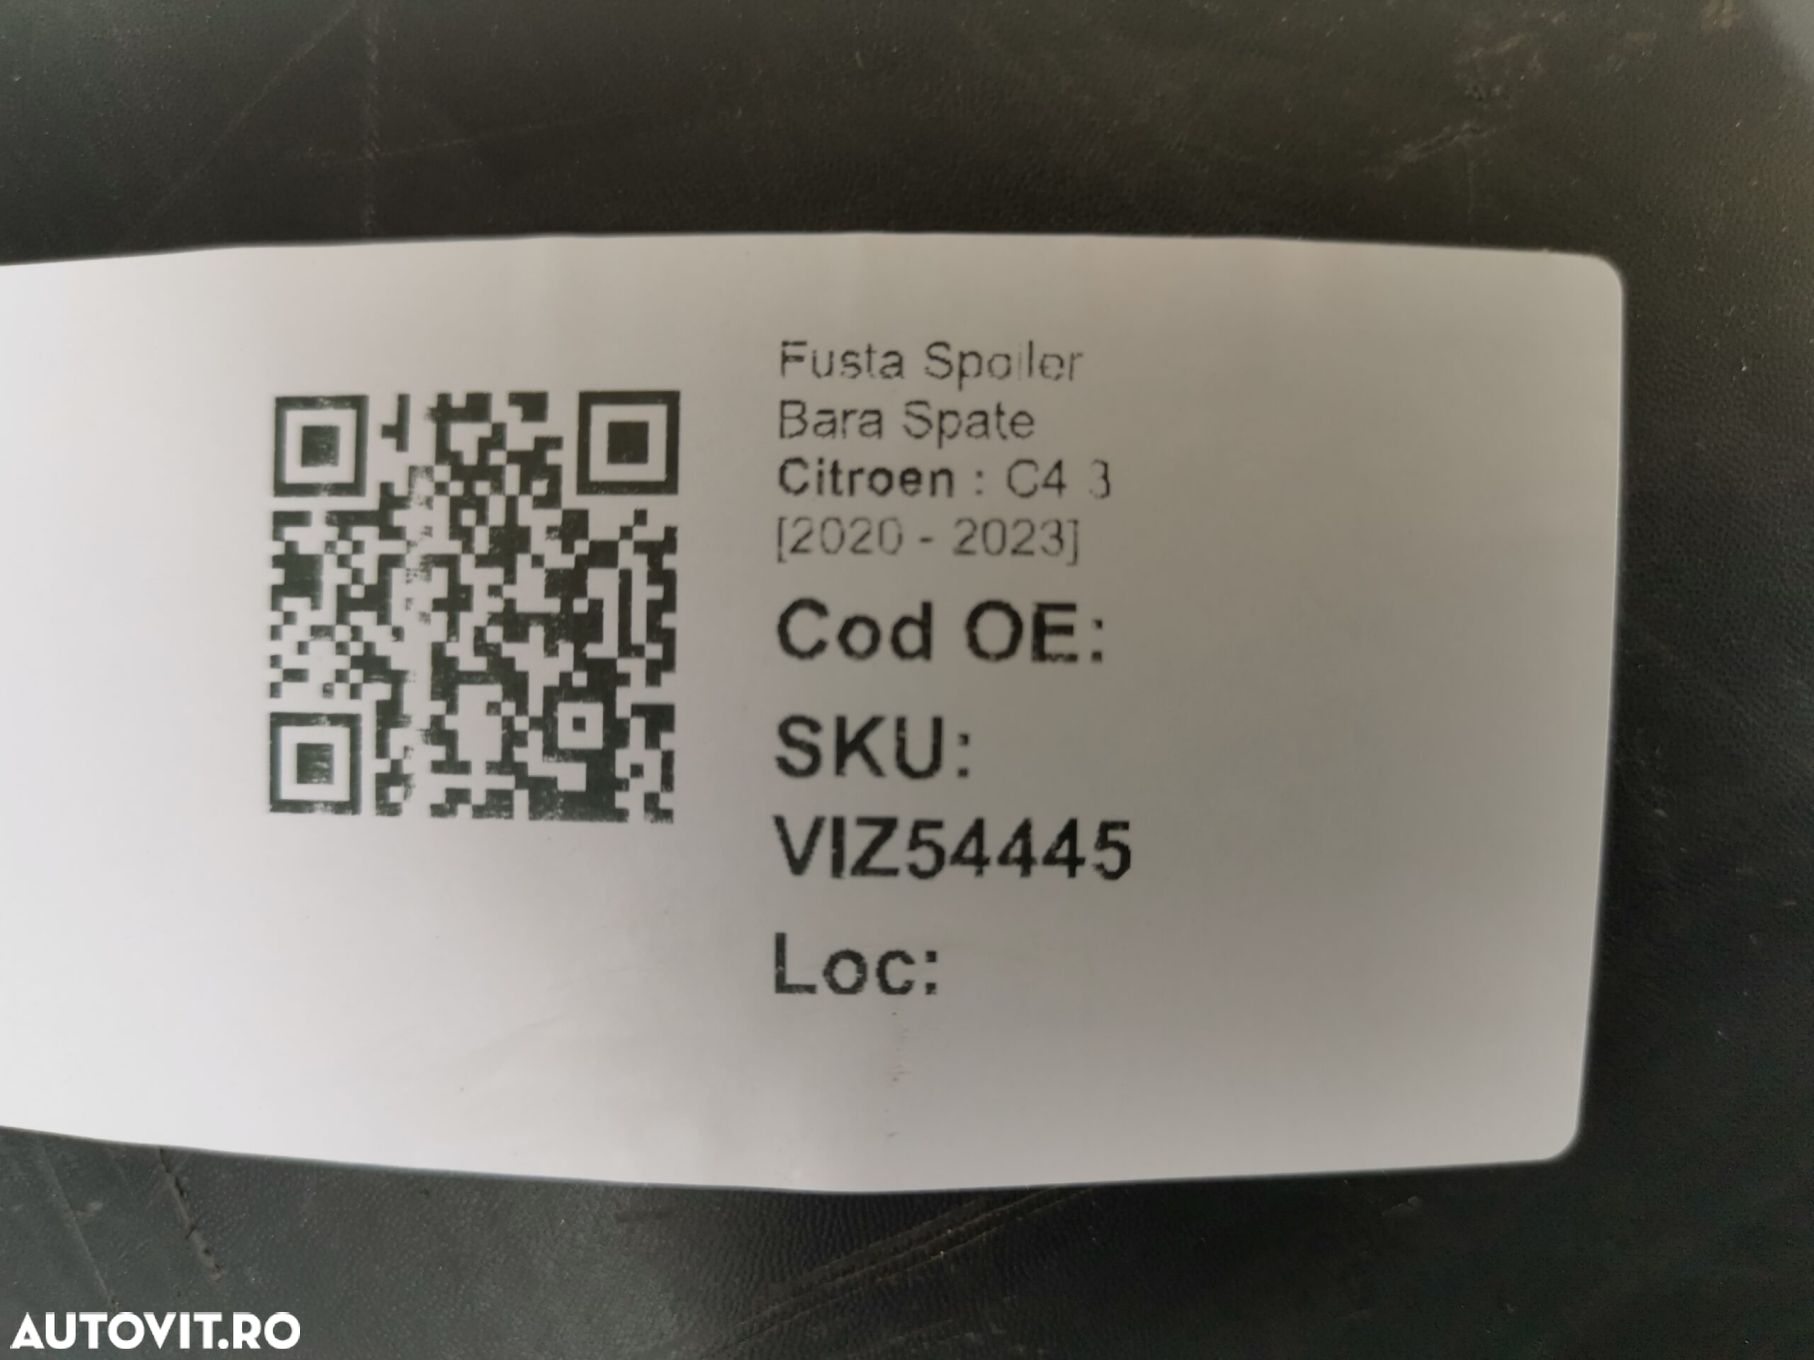 Fusta Spoiler
Bara Spate
Citroen : C4 3
[2020 - 2023]
Cod OE:
SKU:
VIZ54445
Loc:
AUTOVIT.RO